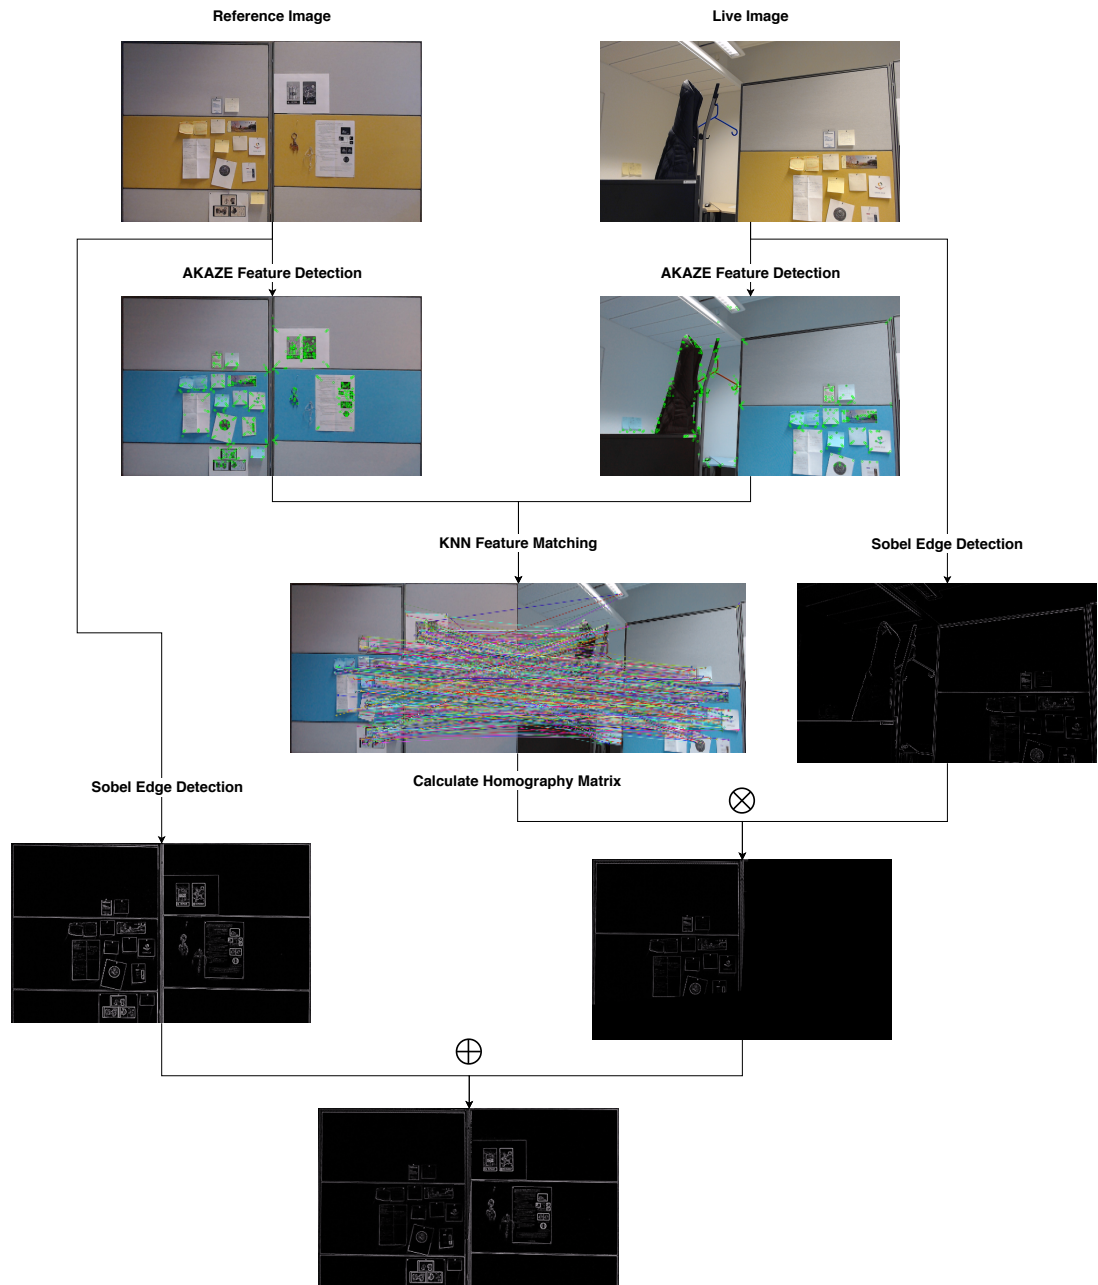 Reference Image
Live Image
AKAZE Feature Detection
AKAZE Feature Detection
KNN Feature Matching
Sobel Edge Detection
Calculate Homography Matrix
Sobel Edge Detection